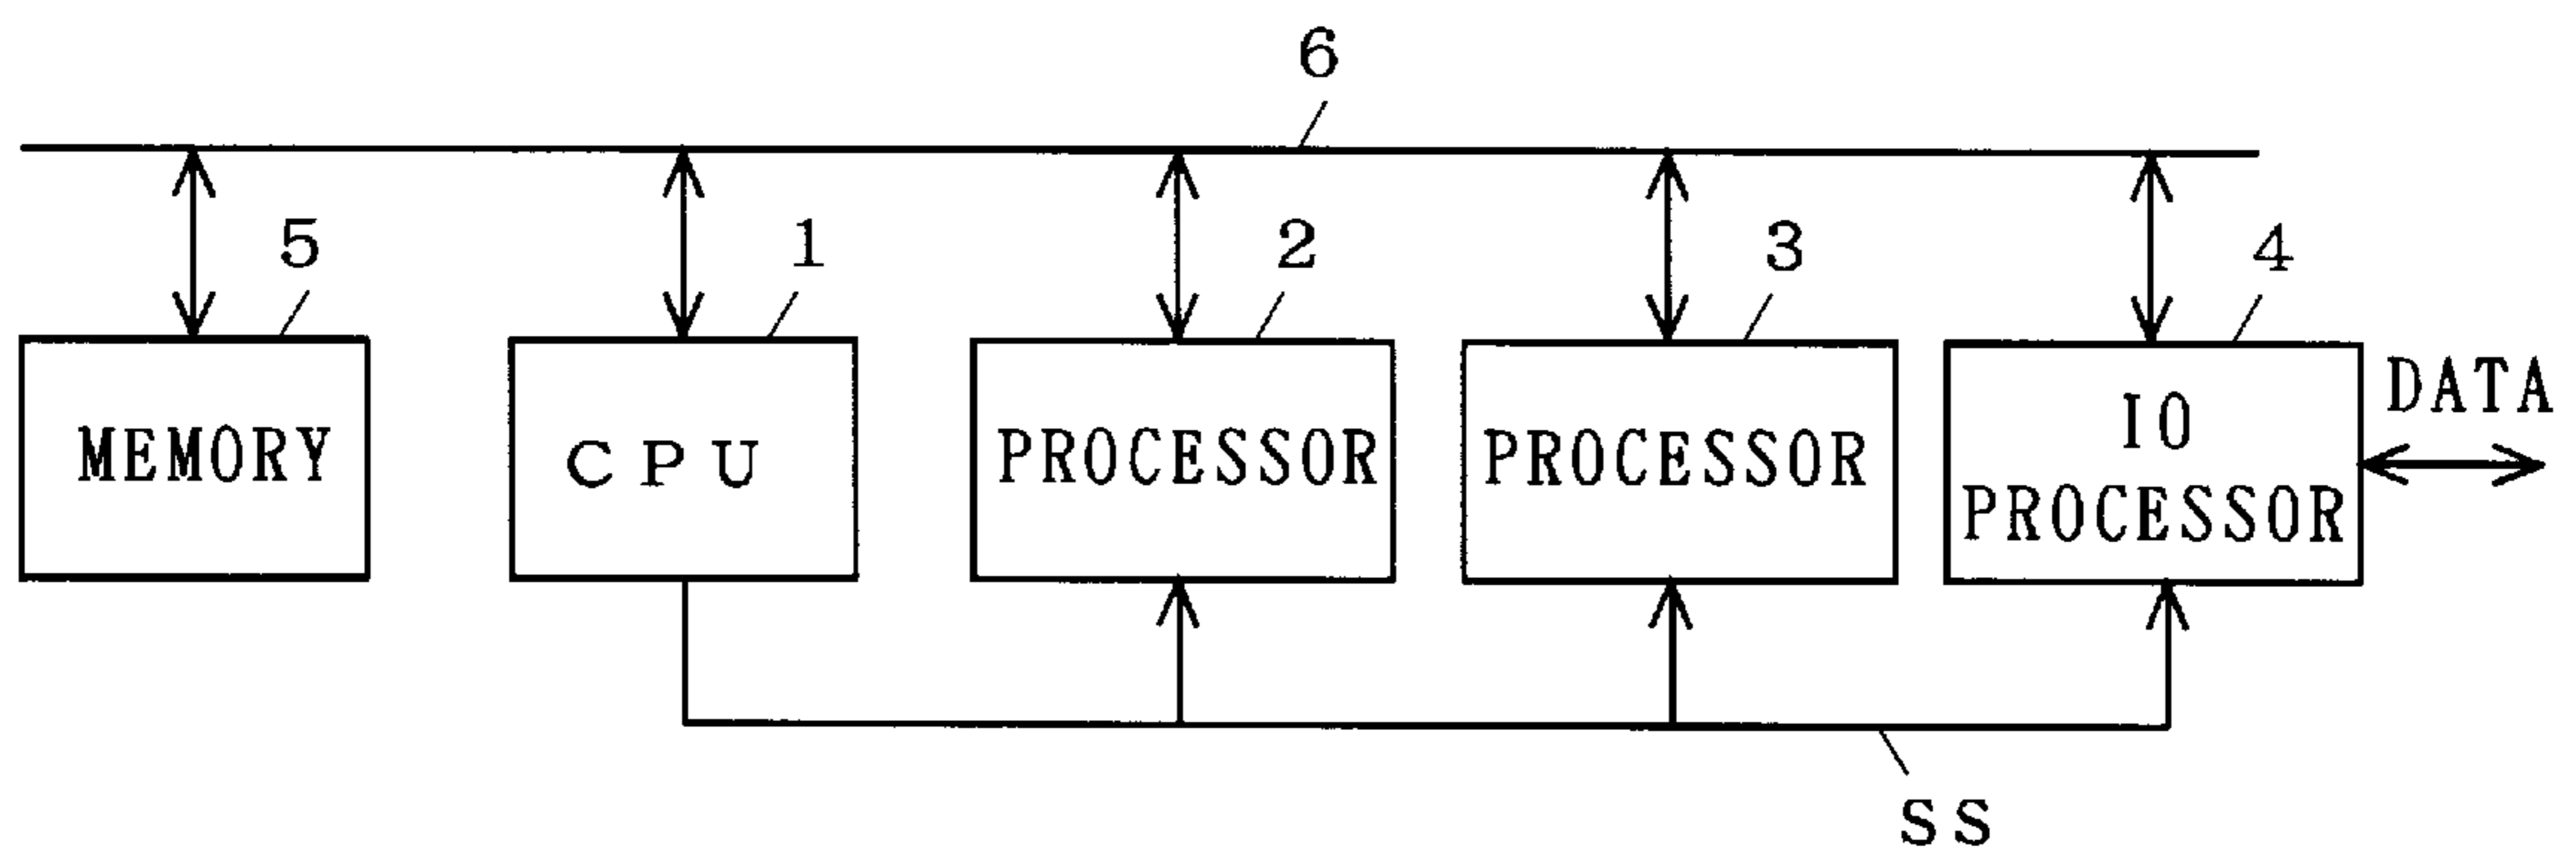 6
5
1
2
3
4
MEMORY
CPU
PROCESSOR
PROCESSOR
IO
PROCESSOR
DATA
SS